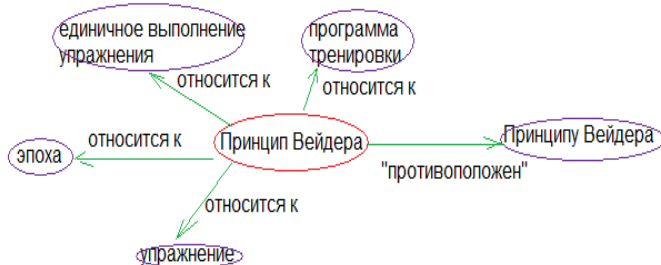 единичное выполнение
упражнения
программа
тренировки
относится к
относится к
относится к
эпоха
Принцип Вейдера
Принципу Вейдера
"противоположен"
относится к
упражнение